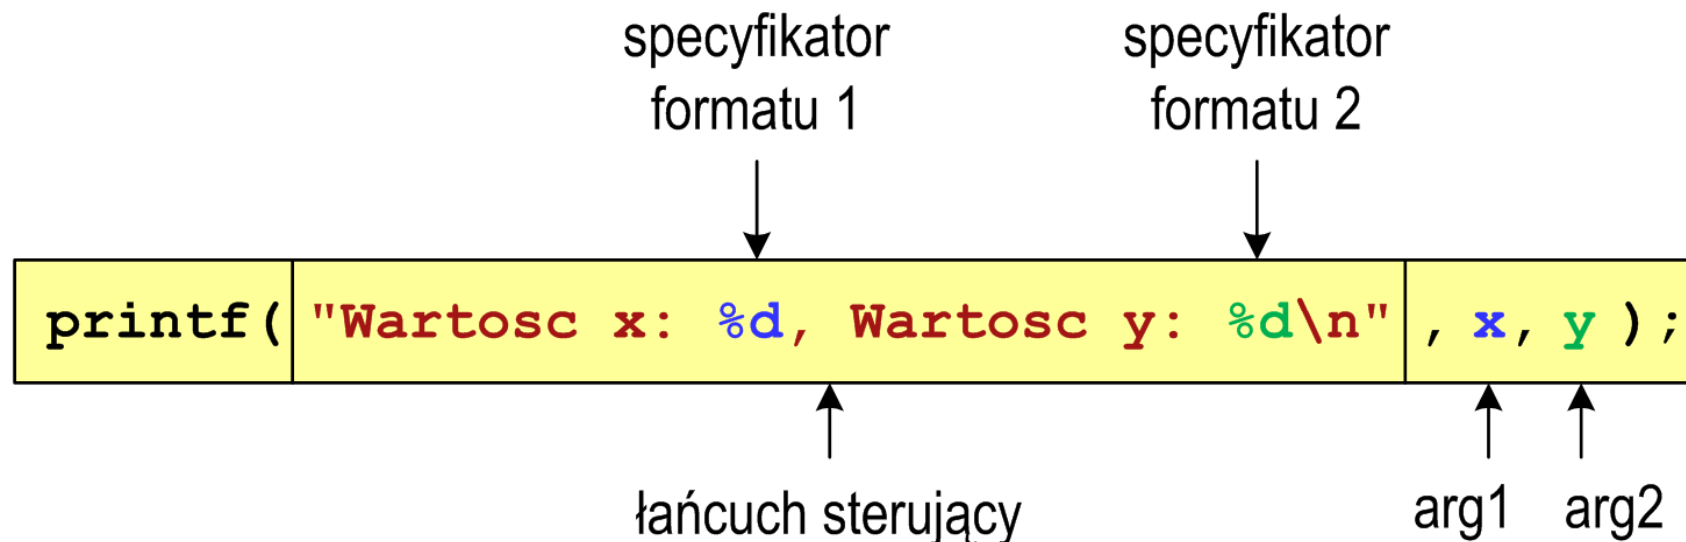 specyfikator
formatu 1
specyfikator
formatu 2
printf( "Wartosc x: %d, Wartosc y: %d\n" , x, y );
łańcuch sterujący
arg1
arg2